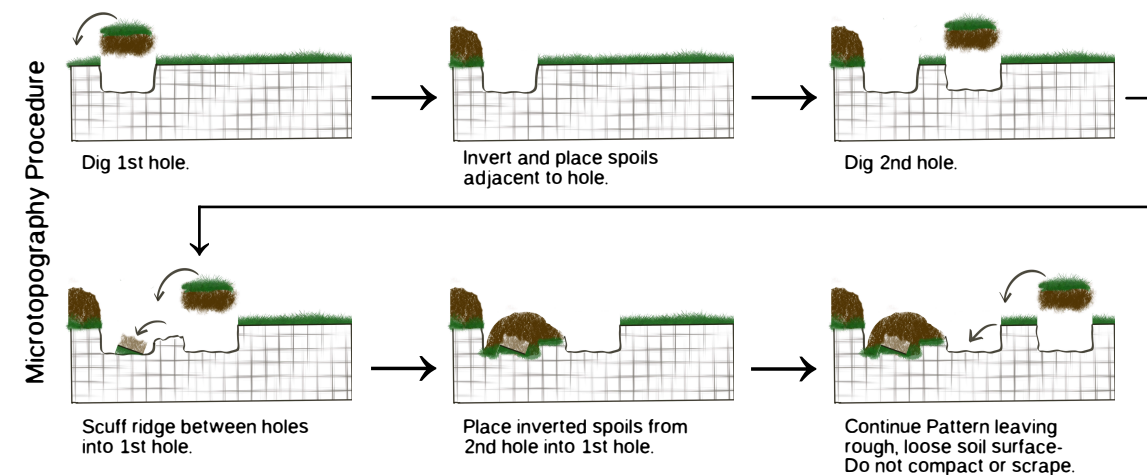 Microtopography Procedure
Dig 1st hole.
Invert and place spoils
adjacent to hole.
Dig 2nd hole.
Scuff ridge between holes
into 1st hole.
Place inverted spoils from
2nd hole into 1st hole.
Continue Pattern leaving
rough, loose soil surface-
Do not compact or scrape.